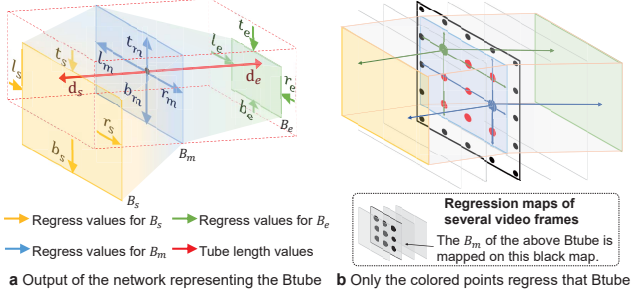 t_s
l_s
d_s
r_s
b_s
B_s
t_m
l_m
b_m
r_m
B_m
t_e
l_e
d_e
r_e
b_e
B_e
Regress values for B_s
Regress values for B_e
Regress values for B_m
Tube length values
a Output of the network representing the Btube
Regression maps of
several video frames
The B_m of the above Btube is
mapped on this black map.
b Only the colored points regress that Btube